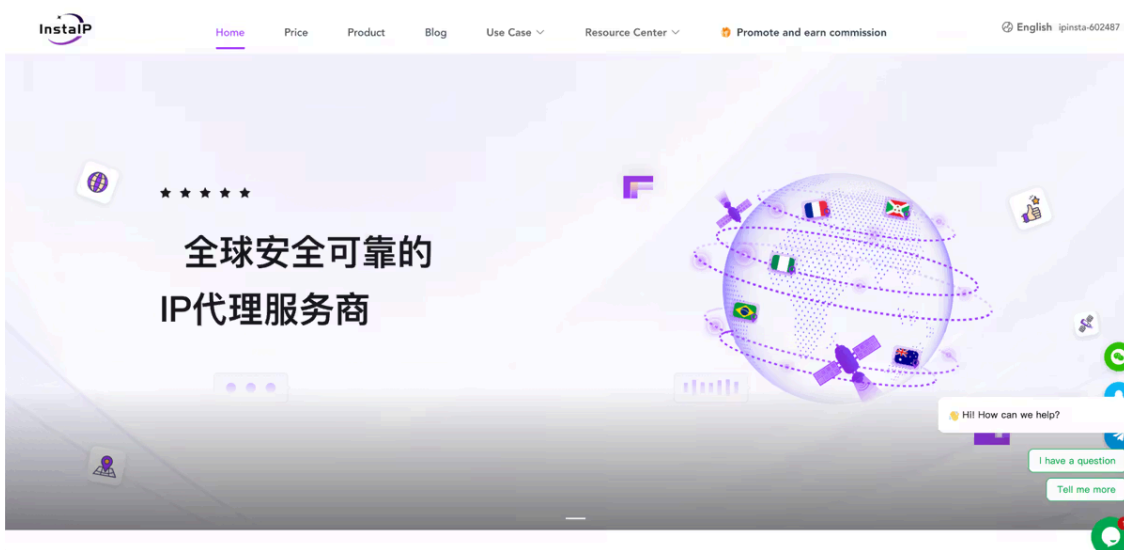 InstaIP
Home Price Product Blog Use Case Resource Center Promote and earn commission English ipinsta-602487
全球安全可靠的
IP代理服务商
Hi! How can we help?
I have a question
Tell me more